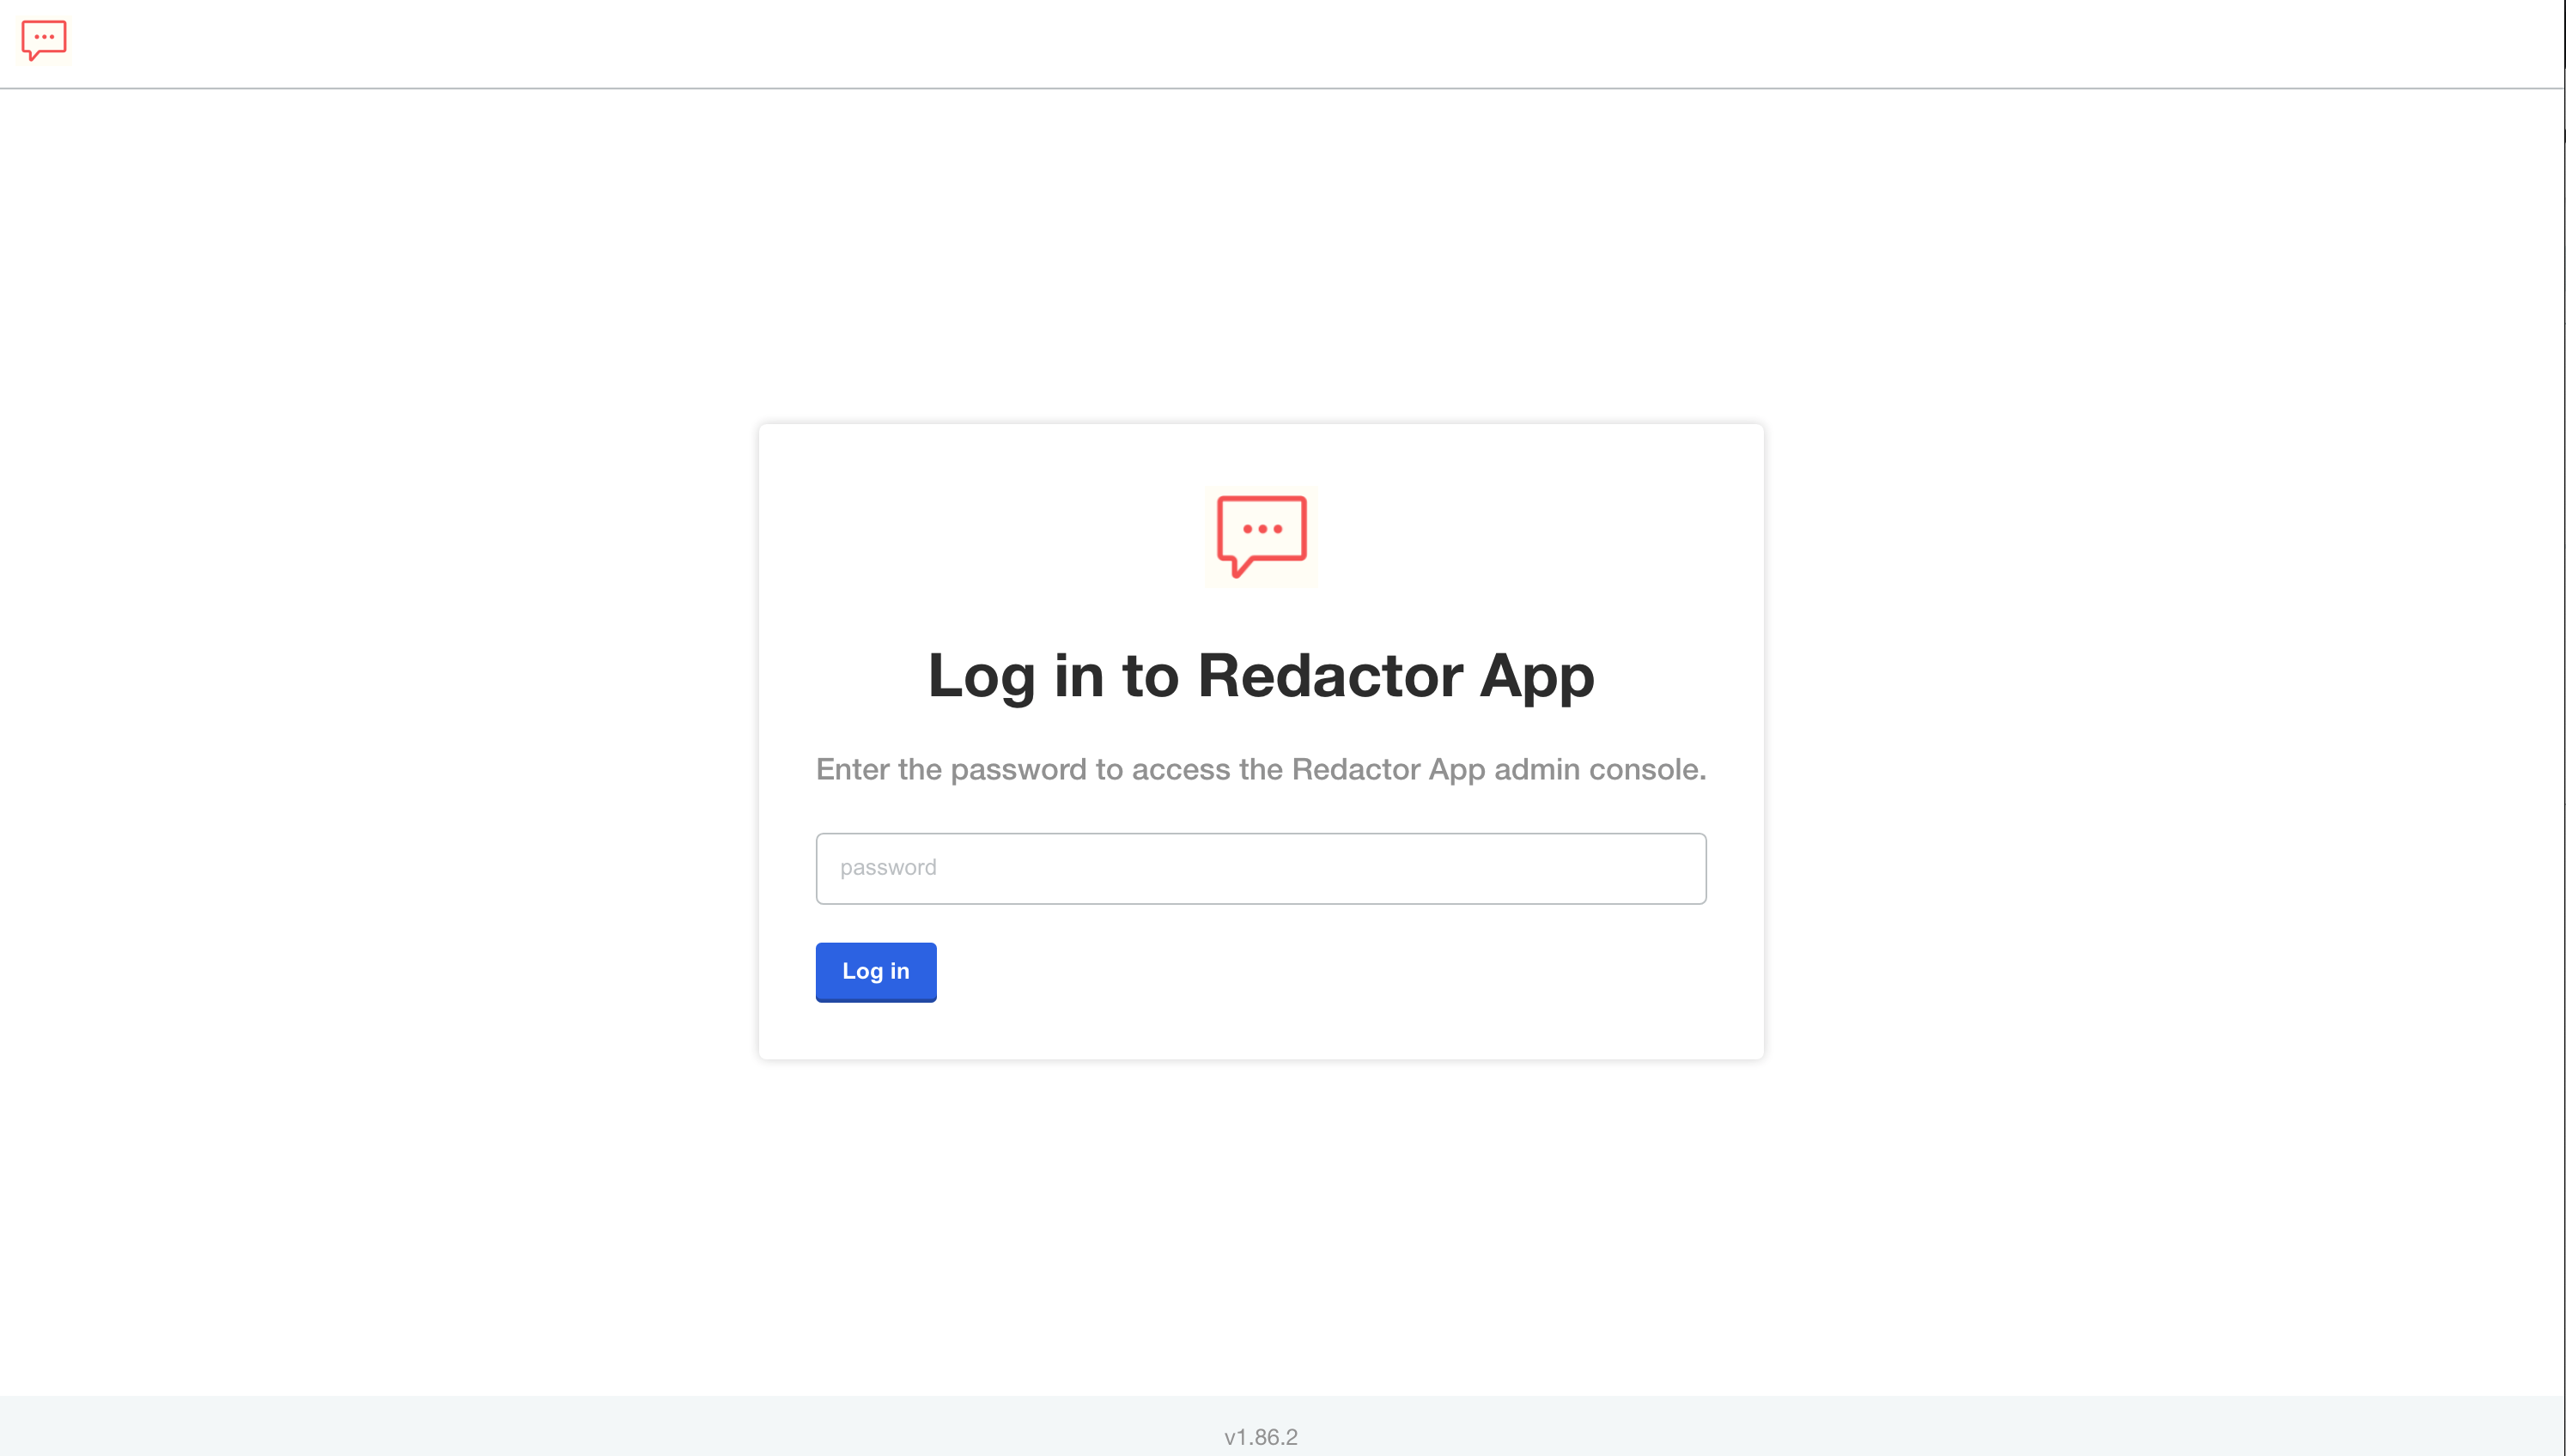 Log in to Redactor App
Enter the password to access the Redactor App admin console.
password
Log in
v1.86.2